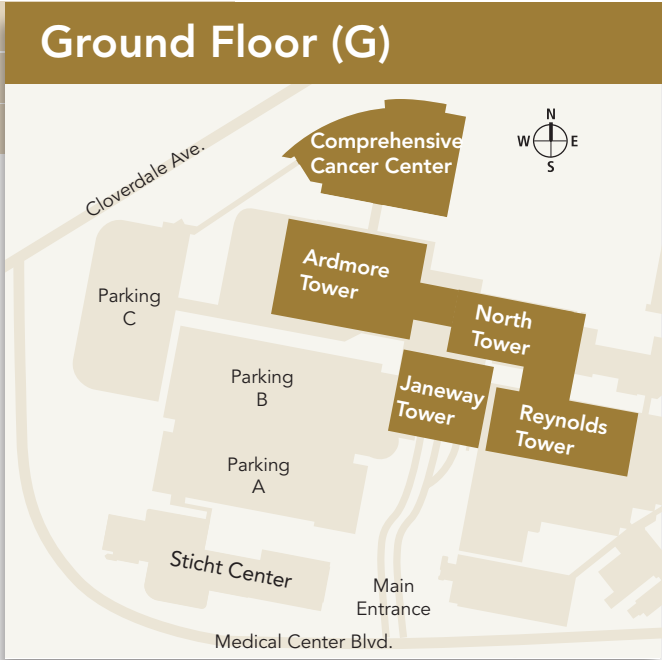 Ground Floor (G)
Comprehensive
Cancer Center
N
W E
S
Cloverdale Ave.
Ardmore
Tower
Parking
C
North
Tower
Parking
B
Janeway
Tower
Reynolds
Tower
Parking
A
Sticht Center
Main
Entrance
Medical Center Blvd.